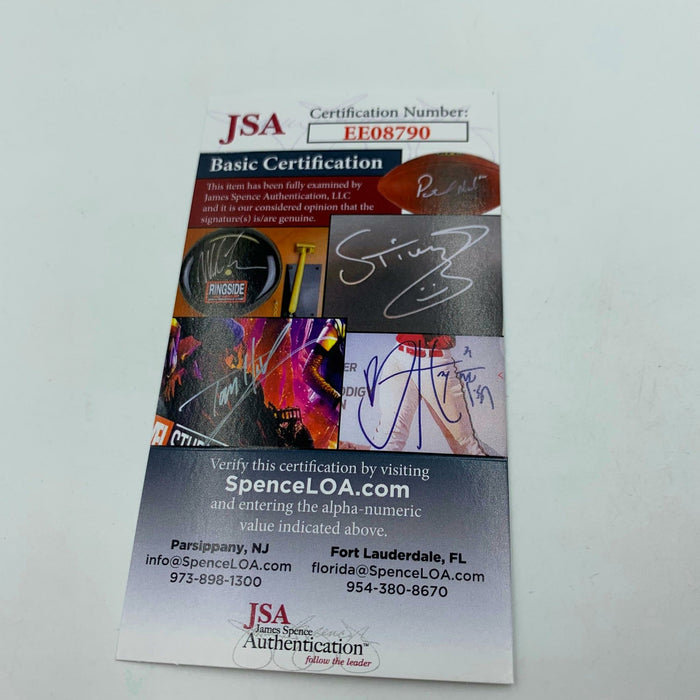 JSA
Certification Number:
EE08790
Basic Certification
This item has been fully examined by
James Spence Authentication, LLC
and it is our considered opinion that the
signature(s) is/are genuine.
RINGSIDE
Verify this certification by visiting
SpenceLOA.com
and entering the alpha-numeric
value indicated above.
Parsippany, NJ
info@SpenceLOA.com
973-898-1300
Fort Lauderdale, FL
florida@SpenceLOA.com
954-380-8670
JSA
James Spence
Authentication™
follow the leader